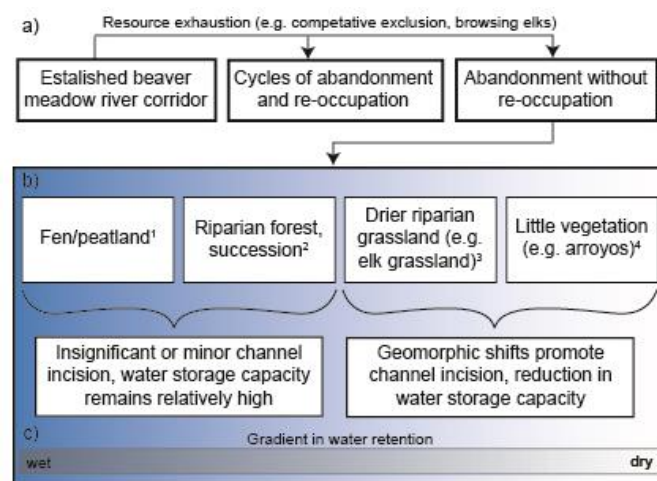 a)
Resource exhaustion (e.g. competative exclusion, browsing elks)
Estalished beaver
meadow river corridor
Cycles of abandonment
and re-occupation
Abandonment without
re-occupation
b)
Fen/peatland¹
Riparian forest,
succession²
Drier riparian
grassland (e.g.
elk grassland)³
Little vegetation
(e.g. arroyos)⁴
Insignificant or minor channel
incision, water storage capacity
remains relatively high
Geomorphic shifts promote
channel incision, reduction in
water storage capacity
c)
Gradient in water retention
wet
dry